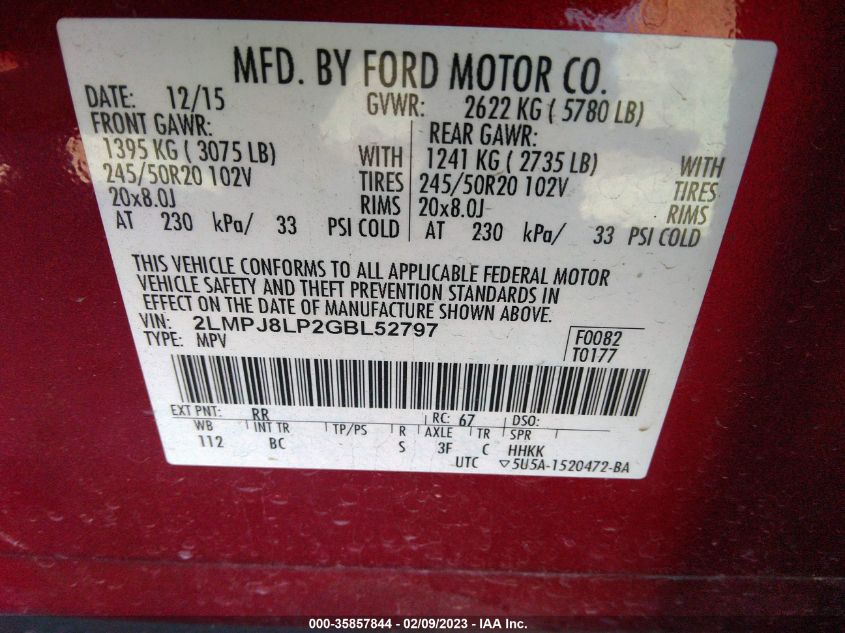 MFD. BY FORD MOTOR CO.
DATE: 12/15 GVWR: 2622 KG ( 5780 LB)
FRONT GAWR: REAR GAWR:
1395 KG ( 3075 LB) WITH 1241 KG ( 2735 LB) WITH
245/50R20 102V TIRES 245/50R20 102V TIRES
20x8.0J RIMS 20x8.0J RIMS
AT 230 kPa/ 33 PSI COLD AT 230 kPa/ 33 PSI COLD
THIS VEHICLE CONFORMS TO ALL APPLICABLE FEDERAL MOTOR
VEHICLE SAFETY AND THEFT PREVENTION STANDARDS IN
EFFECT ON THE DATE OF MANUFACTURE SHOWN ABOVE.
VIN: 2LMPJ8LP2GBL52797 F0082
TYPE: MPV T0177
EXT PNT: RR RC: 67 DSO:
WB INT TR TP/PS R AXLE TR SPR
112 BC S 3F C HHKK
UTC ▽5U5A-1520472-BA
000-35857844 - 02/09/2023 - IAA Inc.